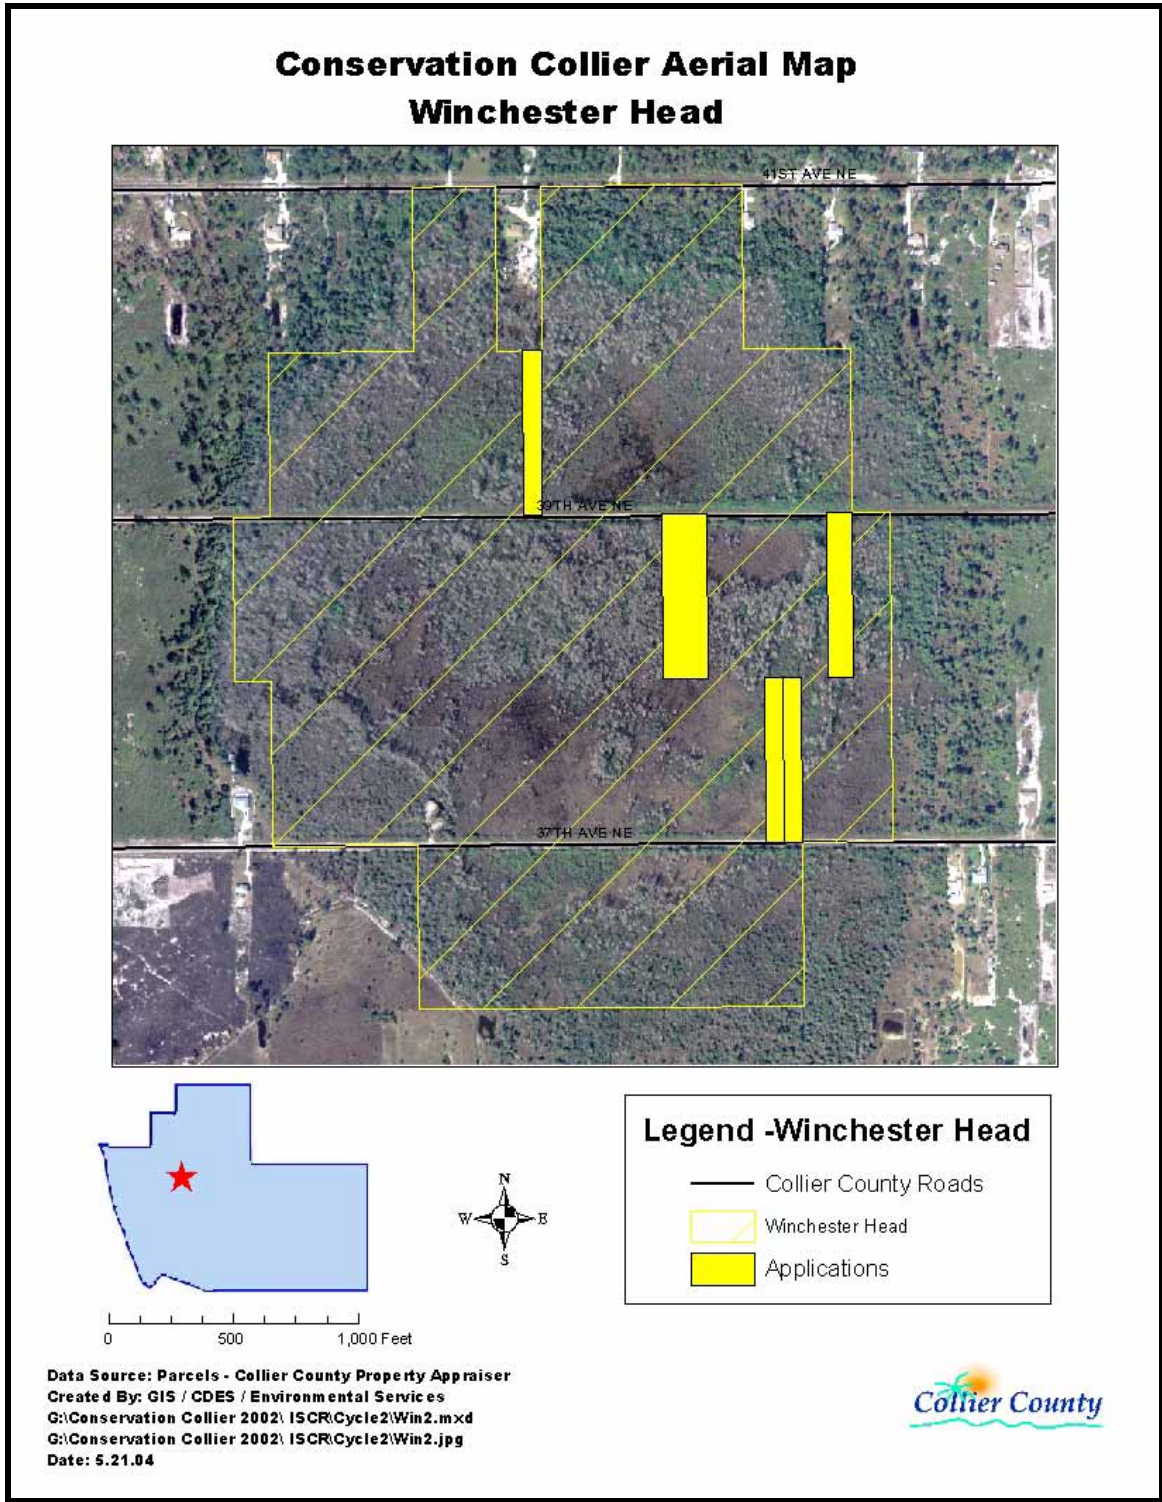 Conservation Collier Aerial Map
Winchester Head
41ST AVE NE
39TH AVE NE
37TH AVE NE
N
W E
S
0 500 1,000 Feet
Legend -Winchester Head
Collier County Roads
Winchester Head
Applications
Data Source: Parcels - Collier County Property Appraiser
Created By: GIS / CDES / Environmental Services
G:\Conservation Collier 2002\ ISCR\Cycle2\Win2.mxd
G:\Conservation Collier 2002\ ISCR\Cycle2\Win2.jpg
Date: 5.21.04
Collier County